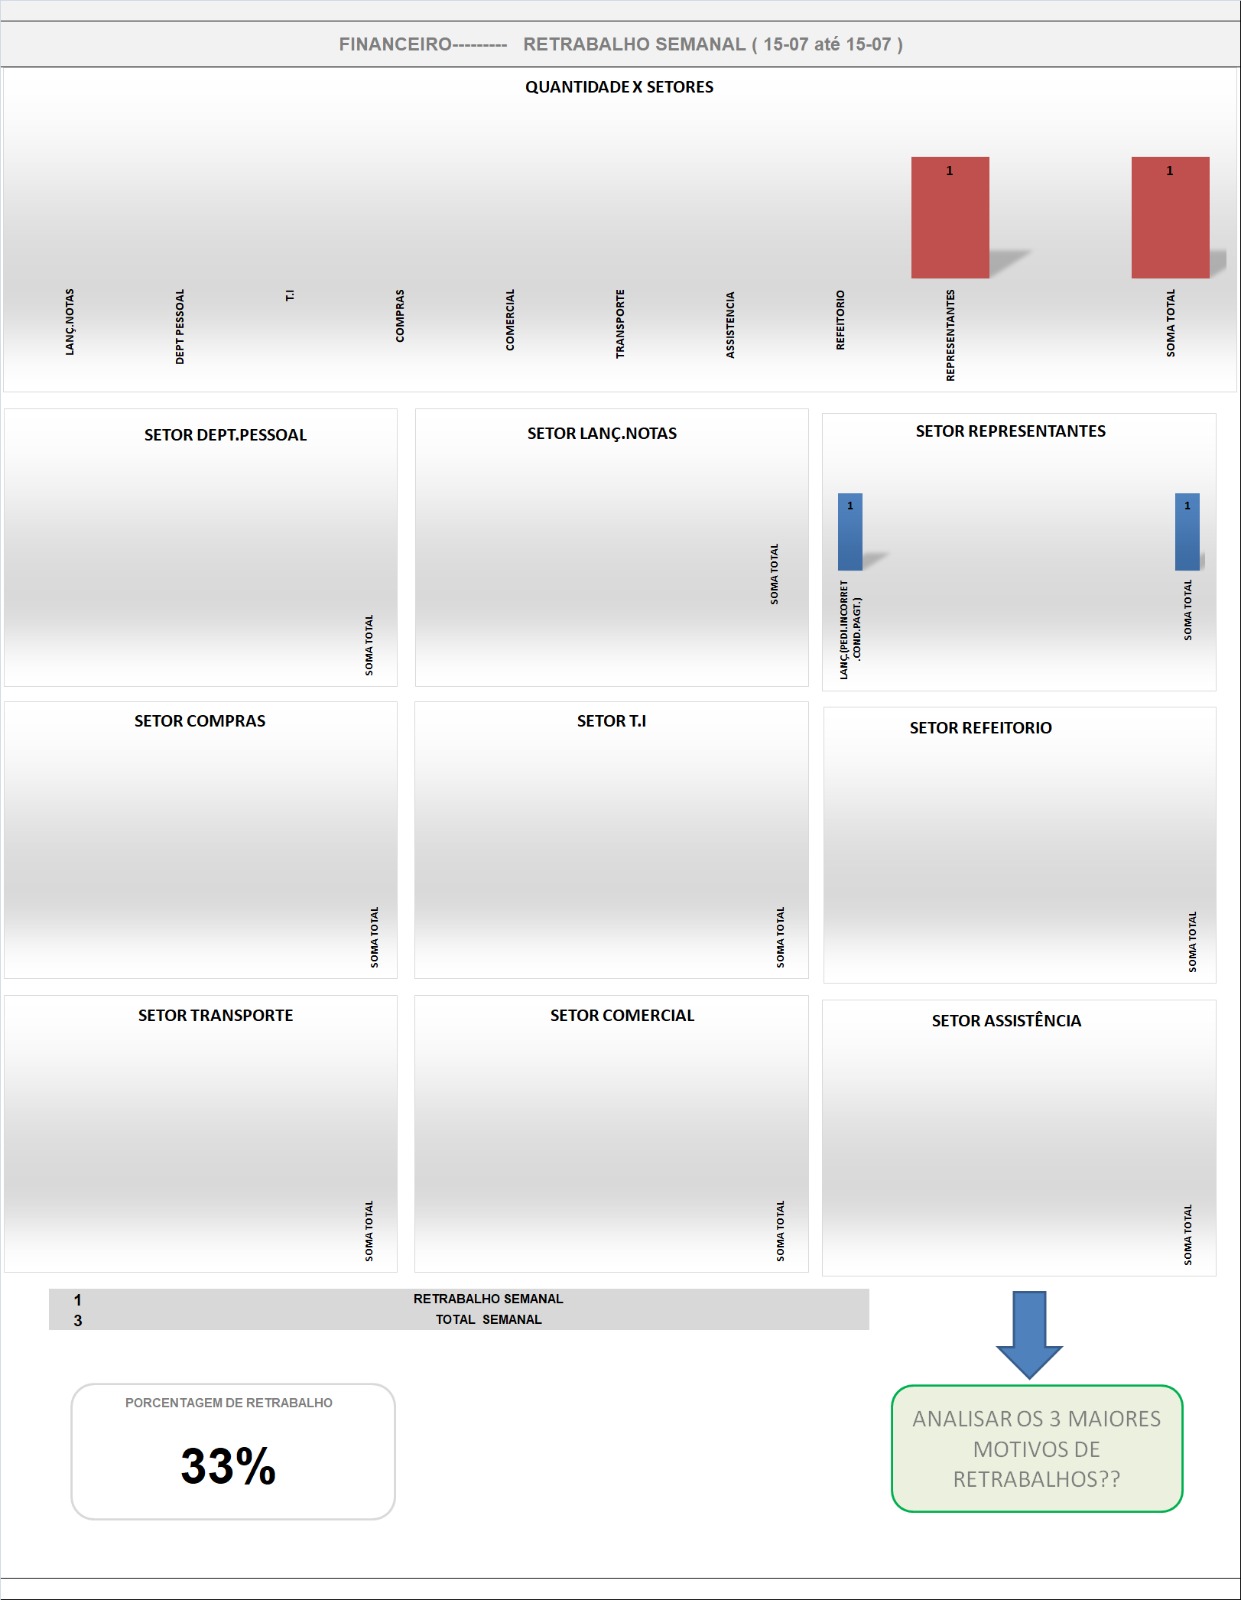 FINANCEIRO--------- RETRABALHO SEMANAL ( 15-07 até 15-07 )
QUANTIDADE X SETORES
1
1
LANÇ.NOTAS
DEPT PESSOAL
T.I
COMPRAS
COMERCIAL
TRANSPORTE
ASSISTENCIA
REFEITORIO
REPRESENTANTES
SOMA TOTAL
SETOR DEPT.PESSOAL
SOMA TOTAL
SETOR LANÇ.NOTAS
SOMA TOTAL
SETOR REPRESENTANTES
1
1
LANÇ.(PEDI.INCORRET
.COND.PAGT.)
SOMA TOTAL
SETOR COMPRAS
SOMA TOTAL
SETOR T.I
SOMA TOTAL
SETOR REFEITORIO
SOMA TOTAL
SETOR TRANSPORTE
SOMA TOTAL
SETOR COMERCIAL
SOMA TOTAL
SETOR ASSISTÊNCIA
SOMA TOTAL
1 RETRABALHO SEMANAL
3 TOTAL SEMANAL
PORCENTAGEM DE RETRABALHO
33%
ANALISAR OS 3 MAIORES
MOTIVOS DE
RETRABALHOS??